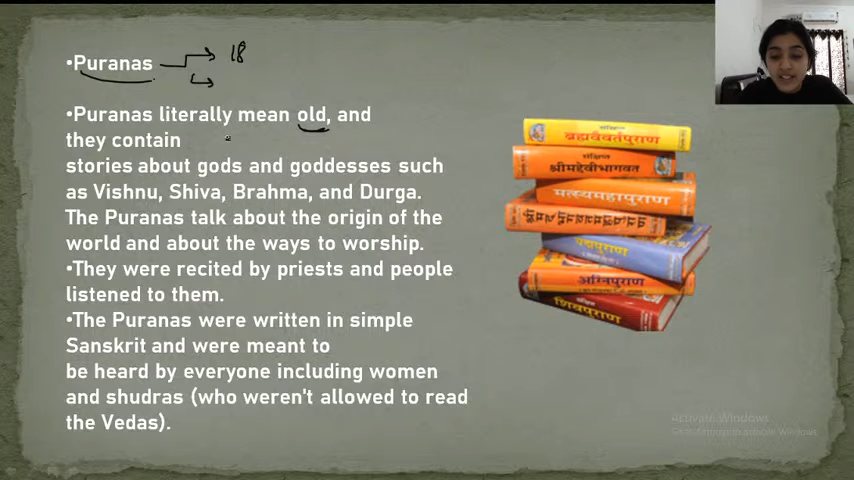 •Puranas
18
•Puranas literally mean old, and
they contain
stories about gods and goddesses such
as Vishnu, Shiva, Brahma, and Durga.
The Puranas talk about the origin of the
world and about the ways to worship.
•They were recited by priests and people
listened to them.
•The Puranas were written in simple
Sanskrit and were meant to
be heard by everyone including women
and shudras (who weren't allowed to read
the Vedas).
संक्षिप्त
ब्रह्मवैवर्तपुराण
संक्षिप्त
श्रीमद्देवीभागवत
मत्स्यमहापुराण
पद्मपुराण
अग्निपुराण
संक्षिप्त
शिवपुराण
Activate Windows